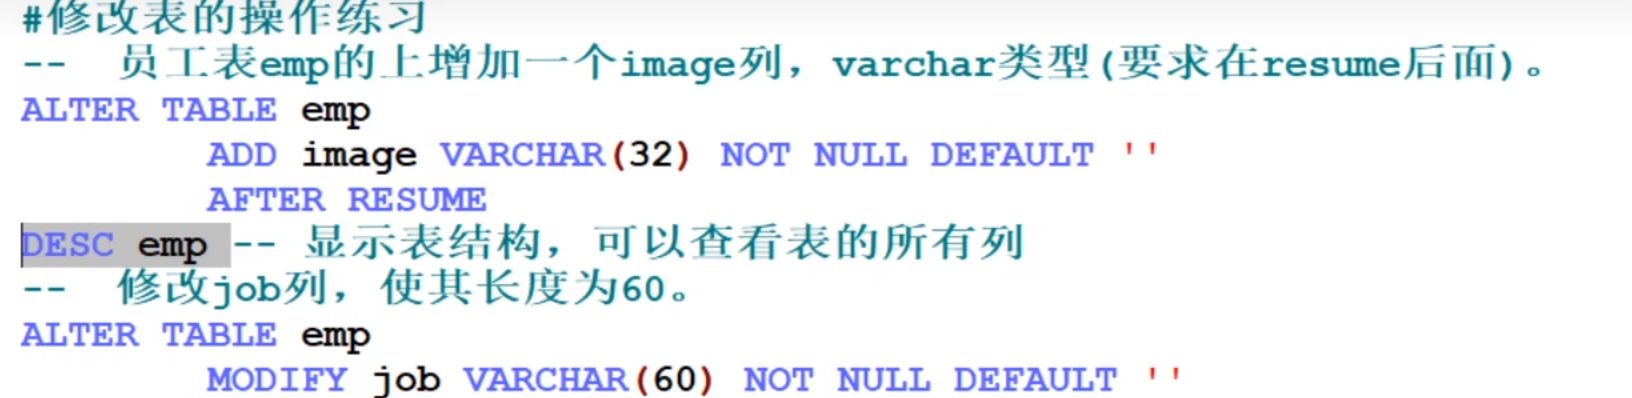 #修改表的操作练习
--  员工表emp的上增加一个image列，varchar类型(要求在resume后面)。
ALTER TABLE emp
ADD image VARCHAR(32) NOT NULL DEFAULT ''
AFTER RESUME
DESC emp -- 显示表结构，可以查看表的所有列
--  修改job列，使其长度为60。
ALTER TABLE emp
MODIFY job VARCHAR(60) NOT NULL DEFAULT ''